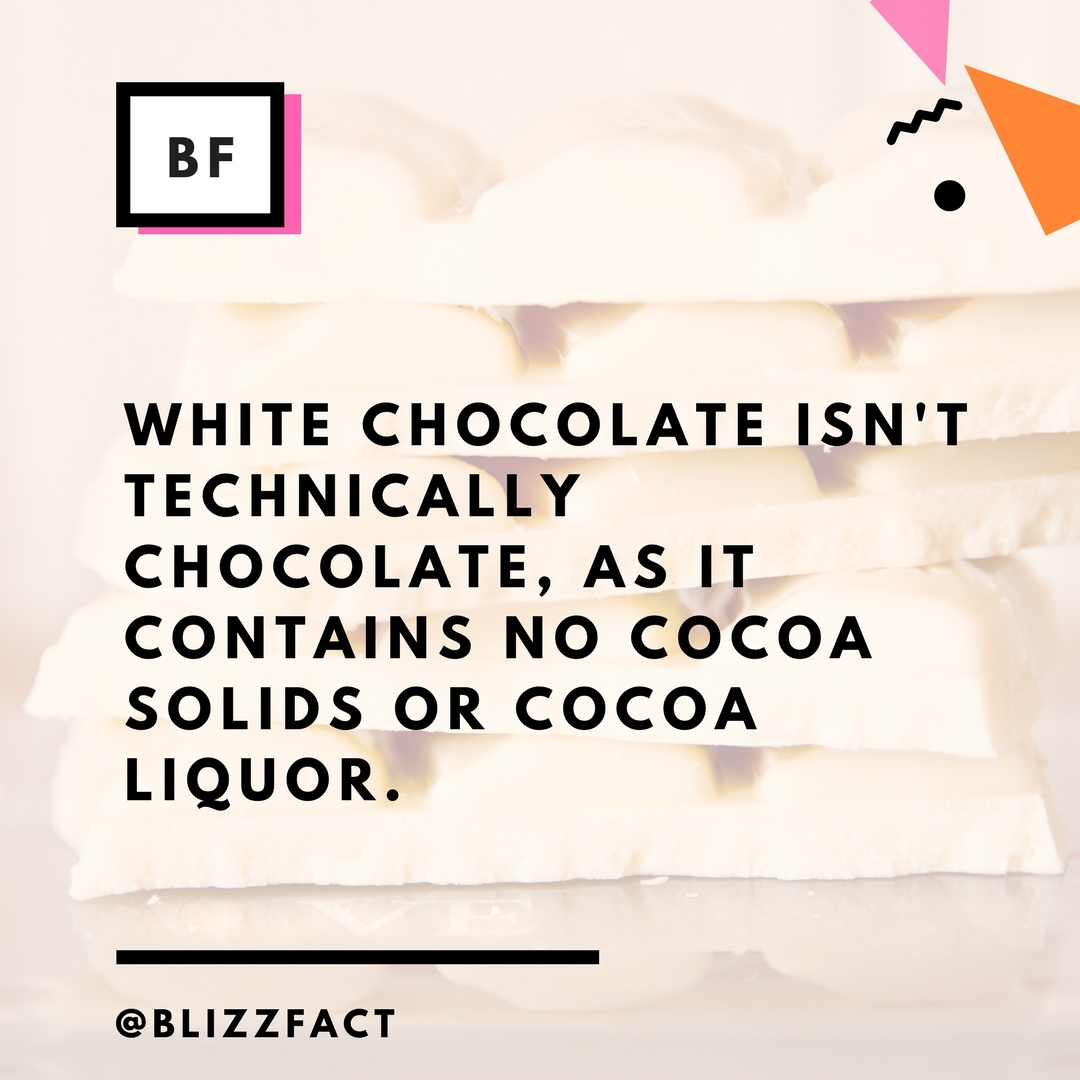 BF
WHITE CHOCOLATE ISN'T
TECHNICALLY
CHOCOLATE, AS IT
CONTAINS NO COCOA
SOLIDS OR COCOA
LIQUOR.
@BLIZZFACT